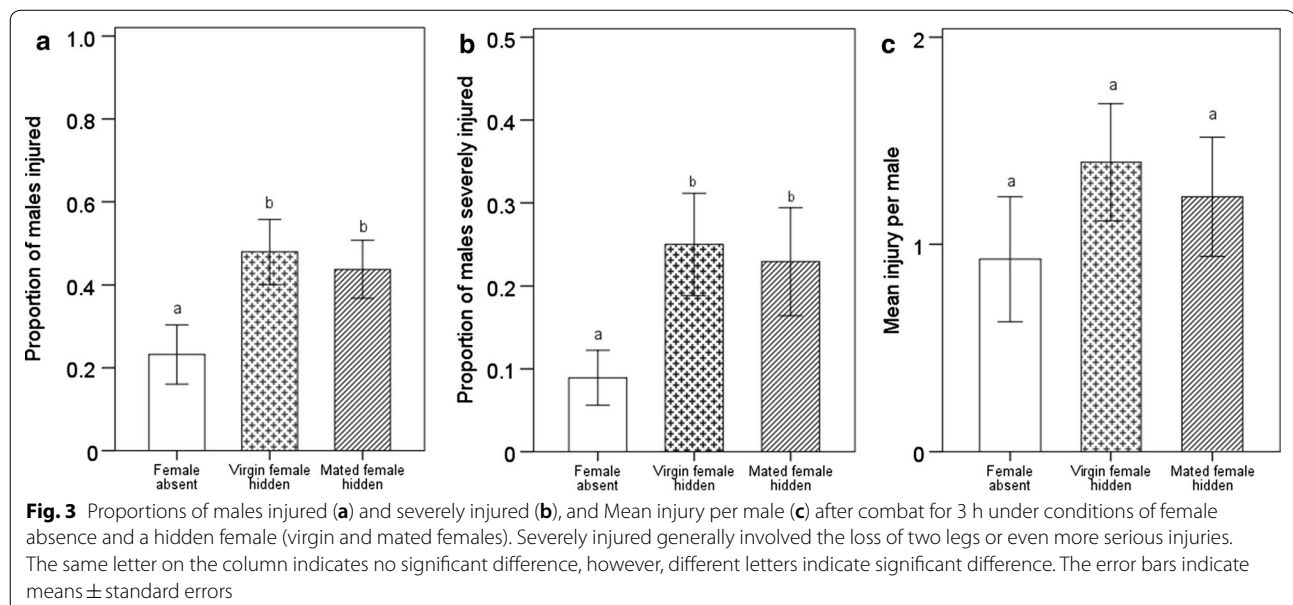 a
1.0
0.8
0.6
0.4
0.2
0
Proportion of males injured
a
b
b
Female absent
Virgin female hidden
Mated female hidden
b
0.5
0.4
0.3
0.2
0.1
0
Proportion of males severely injured
a
b
b
Female absent
Virgin female hidden
Mated female hidden
c
2
1
0
Mean injury per male
a
a
a
Female absent
Virgin female hidden
Mated female hidden
Fig. 3 Proportions of males injured (a) and severely injured (b), and Mean injury per male (c) after combat for 3 h under conditions of female
absence and a hidden female (virgin and mated females). Severely injured generally involved the loss of two legs or even more serious injuries.
The same letter on the column indicates no significant difference, however, different letters indicate significant difference. The error bars indicate
means ± standard errors